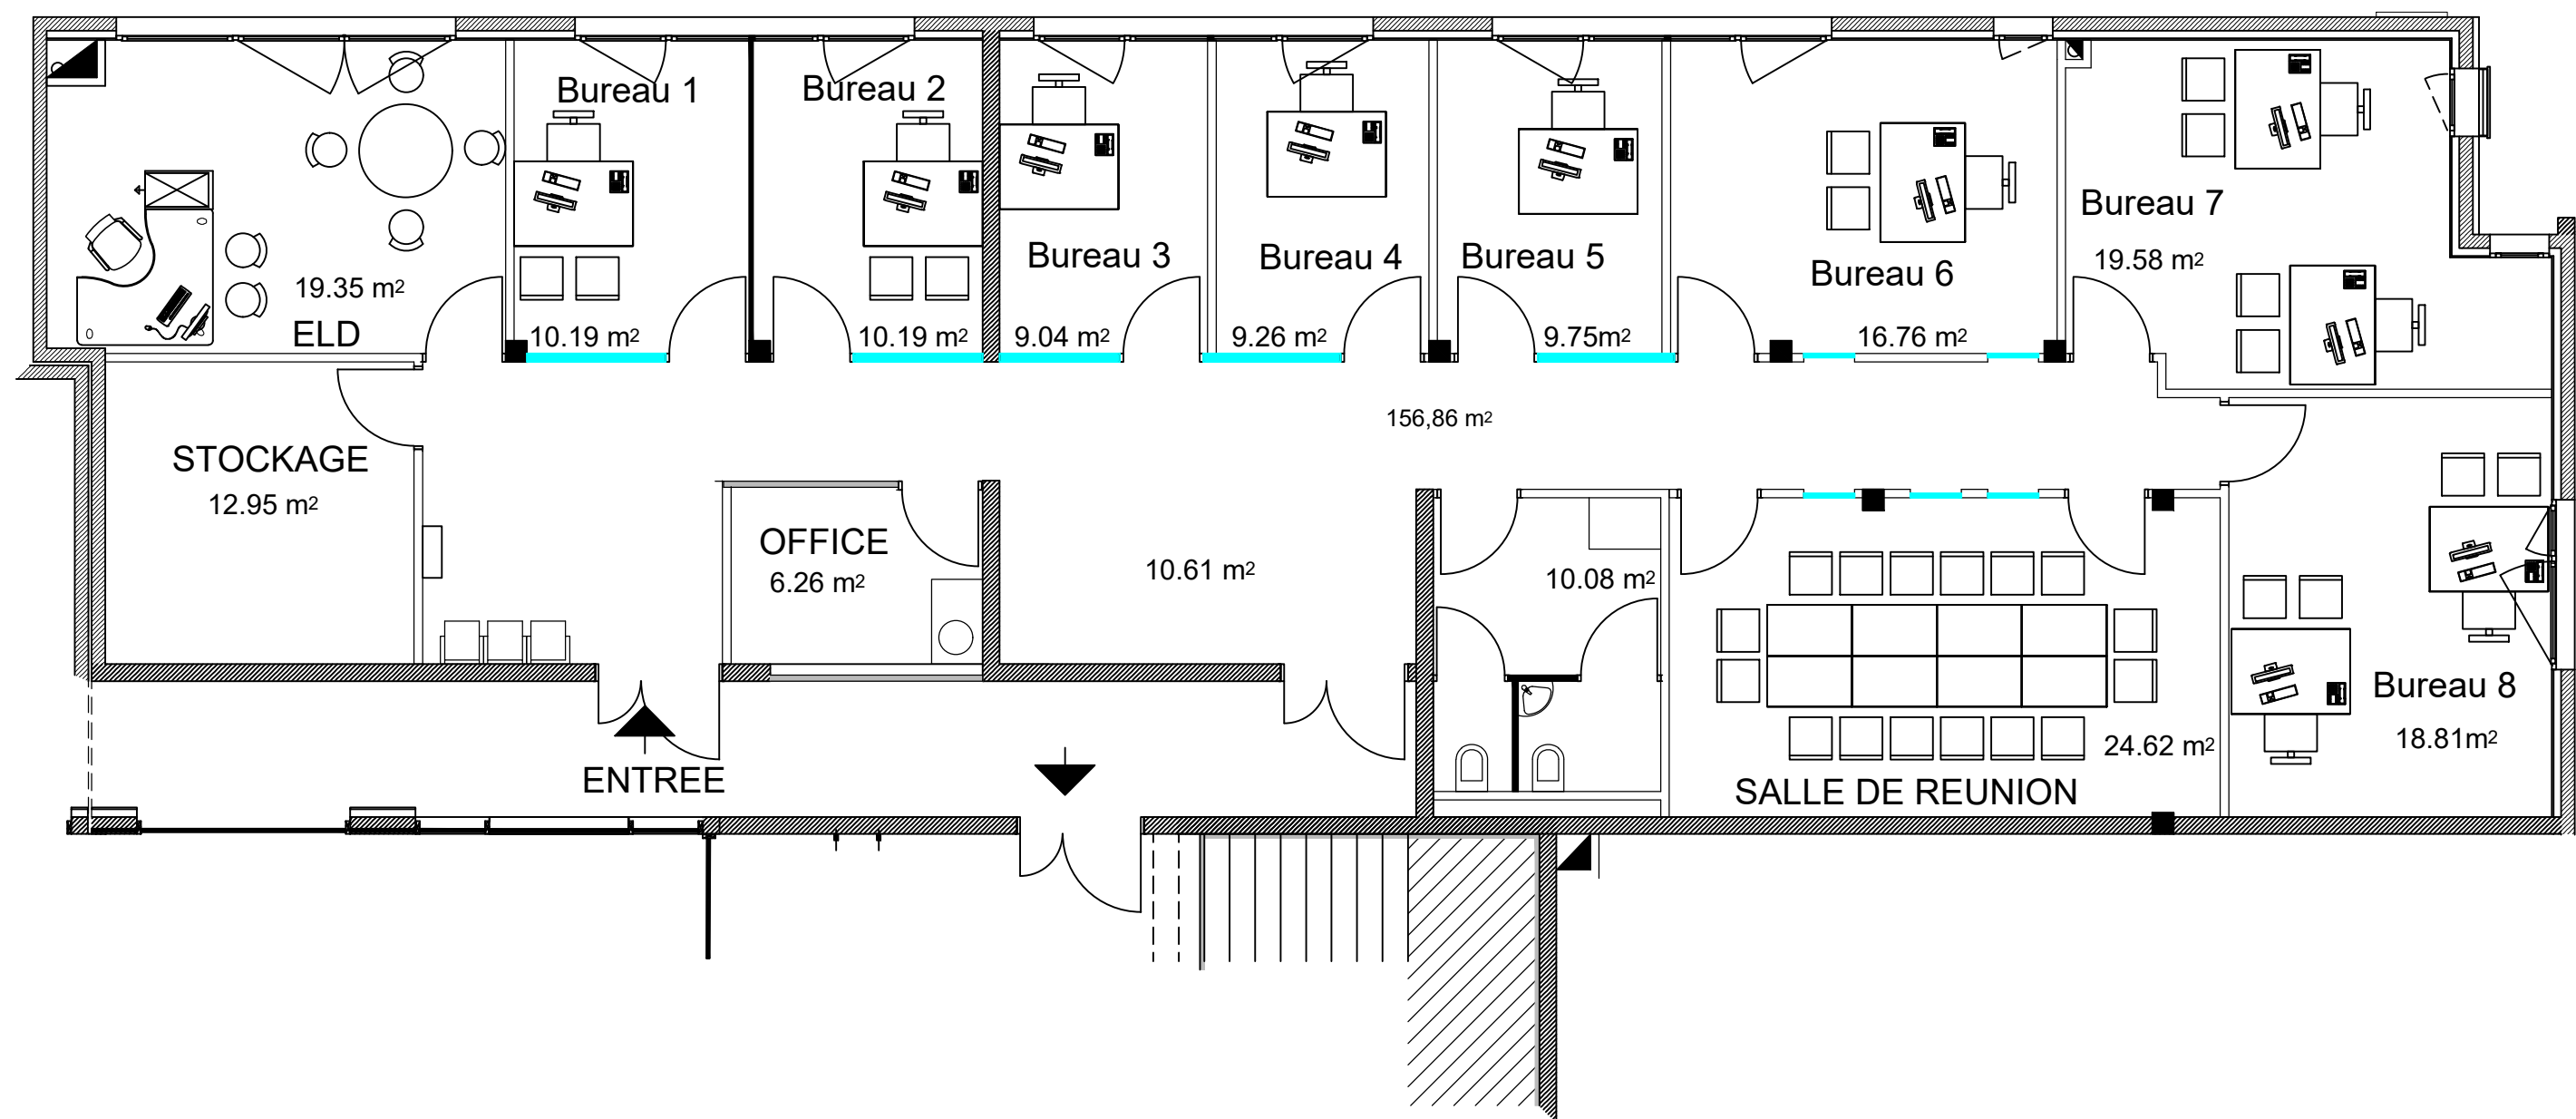 Bureau 1
Bureau 2
Bureau 7
19.58 m²
Bureau 3
Bureau 4
Bureau 5
Bureau 6
19.35 m²
ELD
10.19 m²
10.19 m²
9.04 m²
9.26 m²
9.75m²
16.76 m²
156,86 m²
STOCKAGE
12.95 m²
OFFICE
6.26 m²
10.61 m²
10.08 m²
Bureau 8
18.81m²
24.62 m²
ENTREE
SALLE DE REUNION